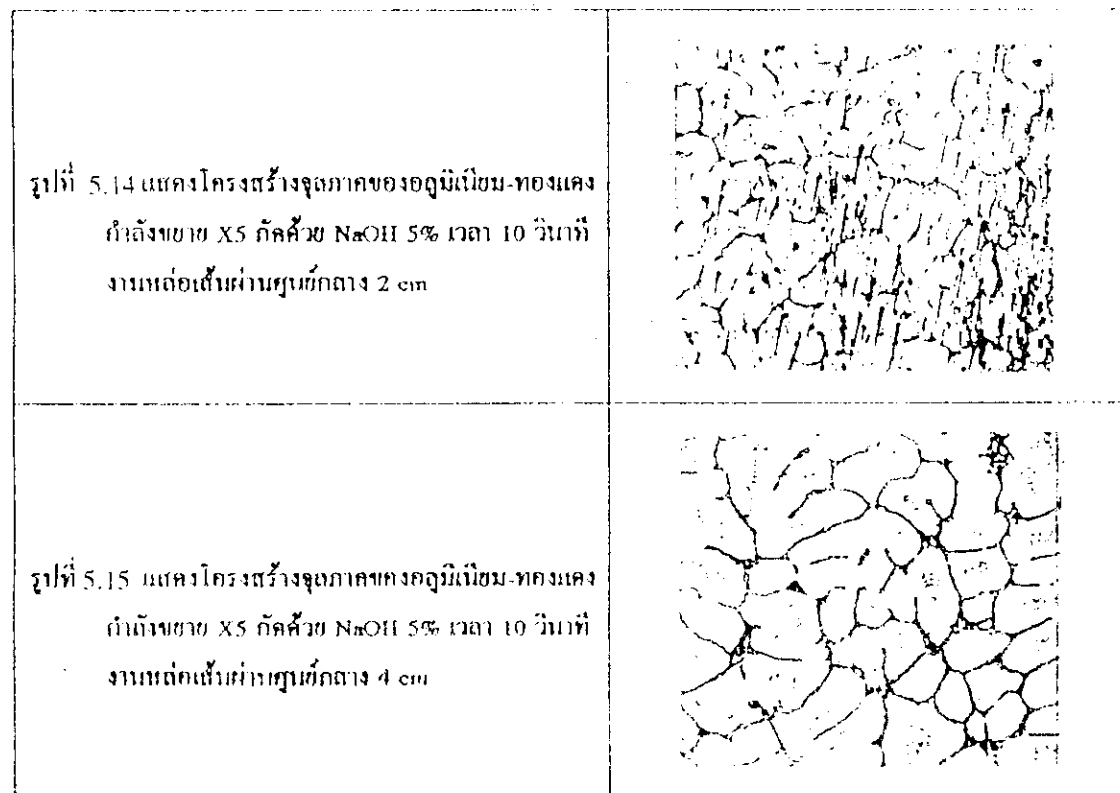 รูปที่ 5.14 แสดงโครงสร้างจุลภาคของอลูมิเนียม-ทองแดง
กำลังขยาย X5 กัดด้วย NaOH 5% เวลา 10 วินาที
งานหล่อเส้นผ่านศูนย์กลาง 2 cm
รูปที่ 5.15 แสดงโครงสร้างจุลภาคของอลูมิเนียม-ทองแดง
กำลังขยาย X5 กัดด้วย NaOH 5% เวลา 10 วินาที
งานหล่อเส้นผ่านศูนย์กลาง 4 cm